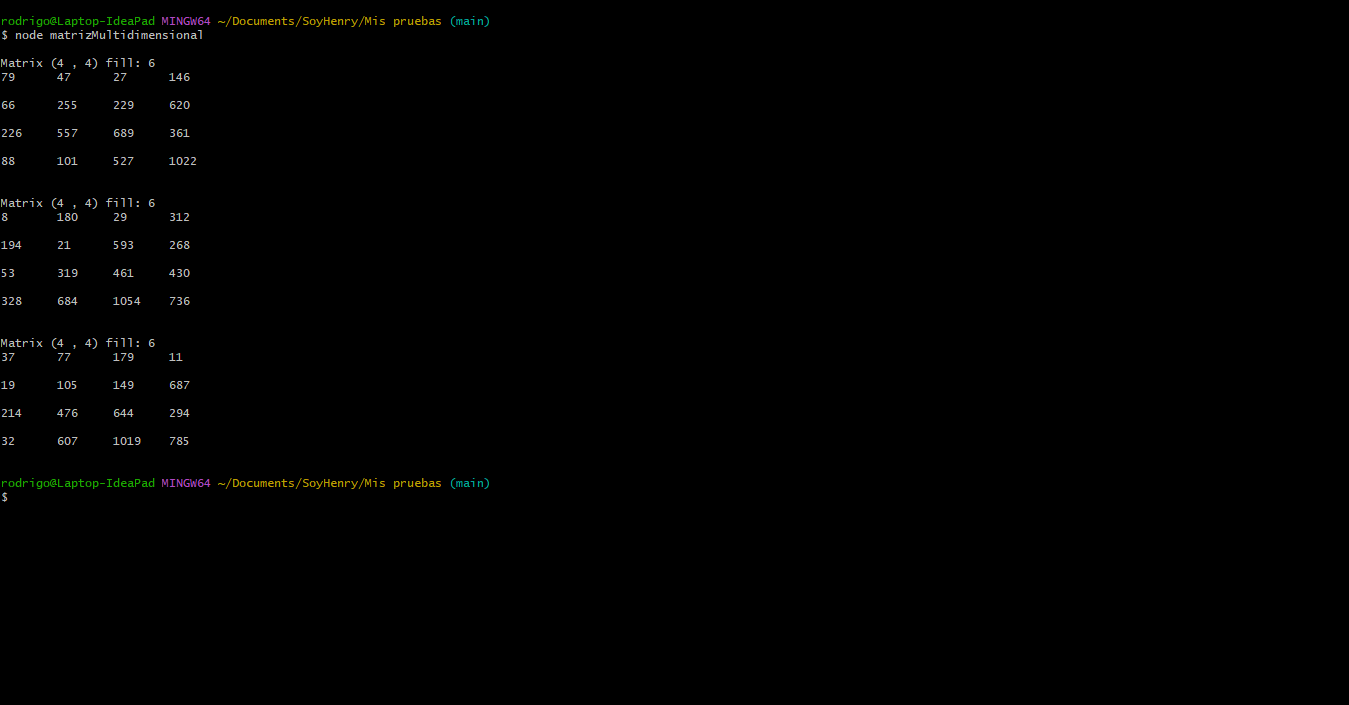 rodrigo@Laptop-IdeaPad MINGW64 ~/Documents/SoyHenry/Mis pruebas (main)
$ node matrizMultidimensional
Matrix (4 , 4) fill: 6
79 47 27 146
66 255 229 620
226 557 689 361
88 101 527 1022
Matrix (4 , 4) fill: 6
8 180 29 312
194 21 593 268
53 319 461 430
328 684 1054 736
Matrix (4 , 4) fill: 6
37 77 179 11
19 105 149 687
214 476 644 294
32 607 1019 785
rodrigo@Laptop-IdeaPad MINGW64 ~/Documents/SoyHenry/Mis pruebas (main)
$